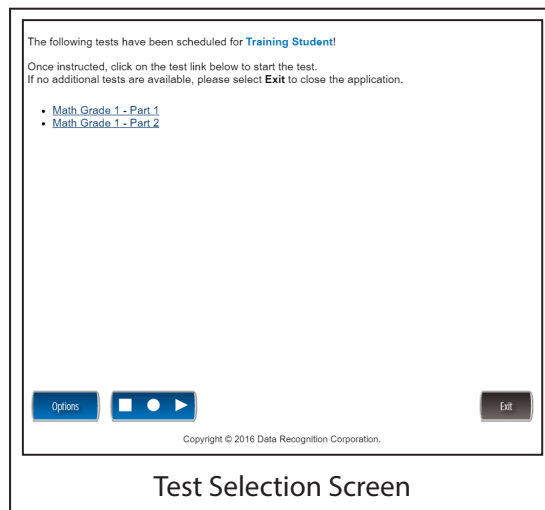 The following tests have been scheduled for Training Student!
Once instructed, click on the test link below to start the test.
If no additional tests are available, please select Exit to close the application.
• Math Grade 1 - Part 1
• Math Grade 1 - Part 2
Options
Exit
Copyright © 2016 Data Recognition Corporation.
Test Selection Screen